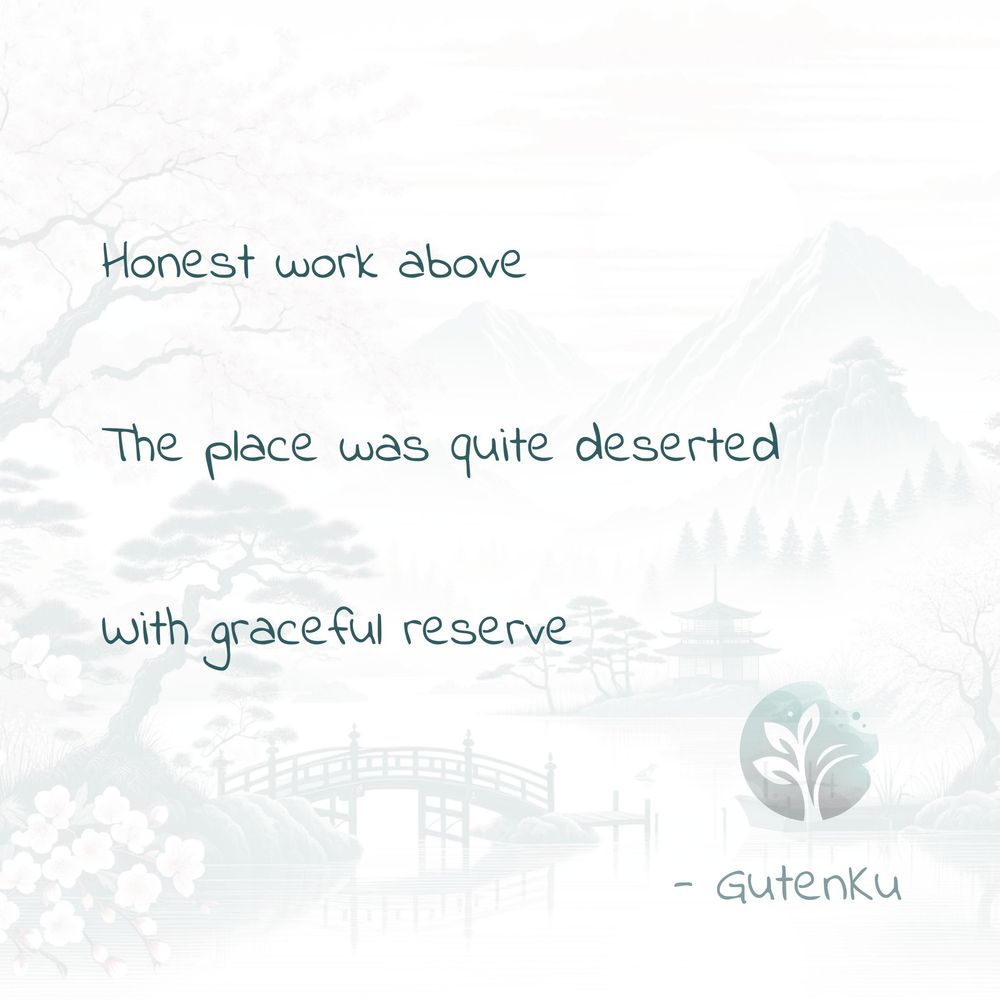 Honest work above
The place was quite deserted
with graceful reserve
- GutenKu